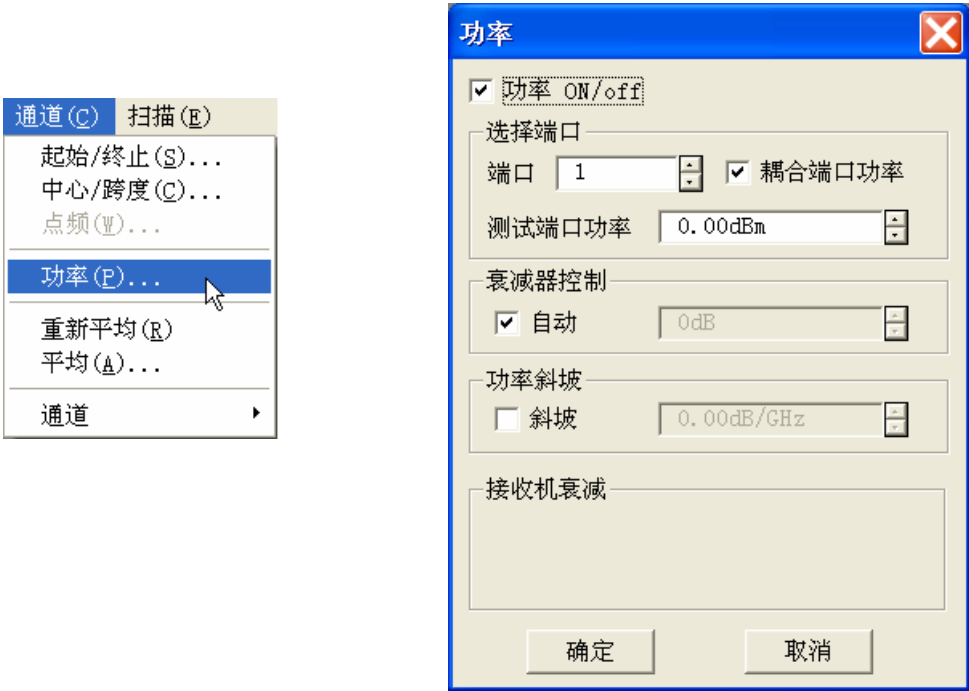 通道(C) 扫描(E)
起始/终止(S)...
中心/跨度(C)...
点频(W)...
功率(P)...
重新平均(R)
平均(A)...
通道
功率
功率 ON/off
选择端口
端口 1 耦合端口功率
测试端口功率 0.00dBm
衰减器控制
自动 0dB
功率斜坡
斜坡 0.00dB/GHz
接收机衰减
确定 取消